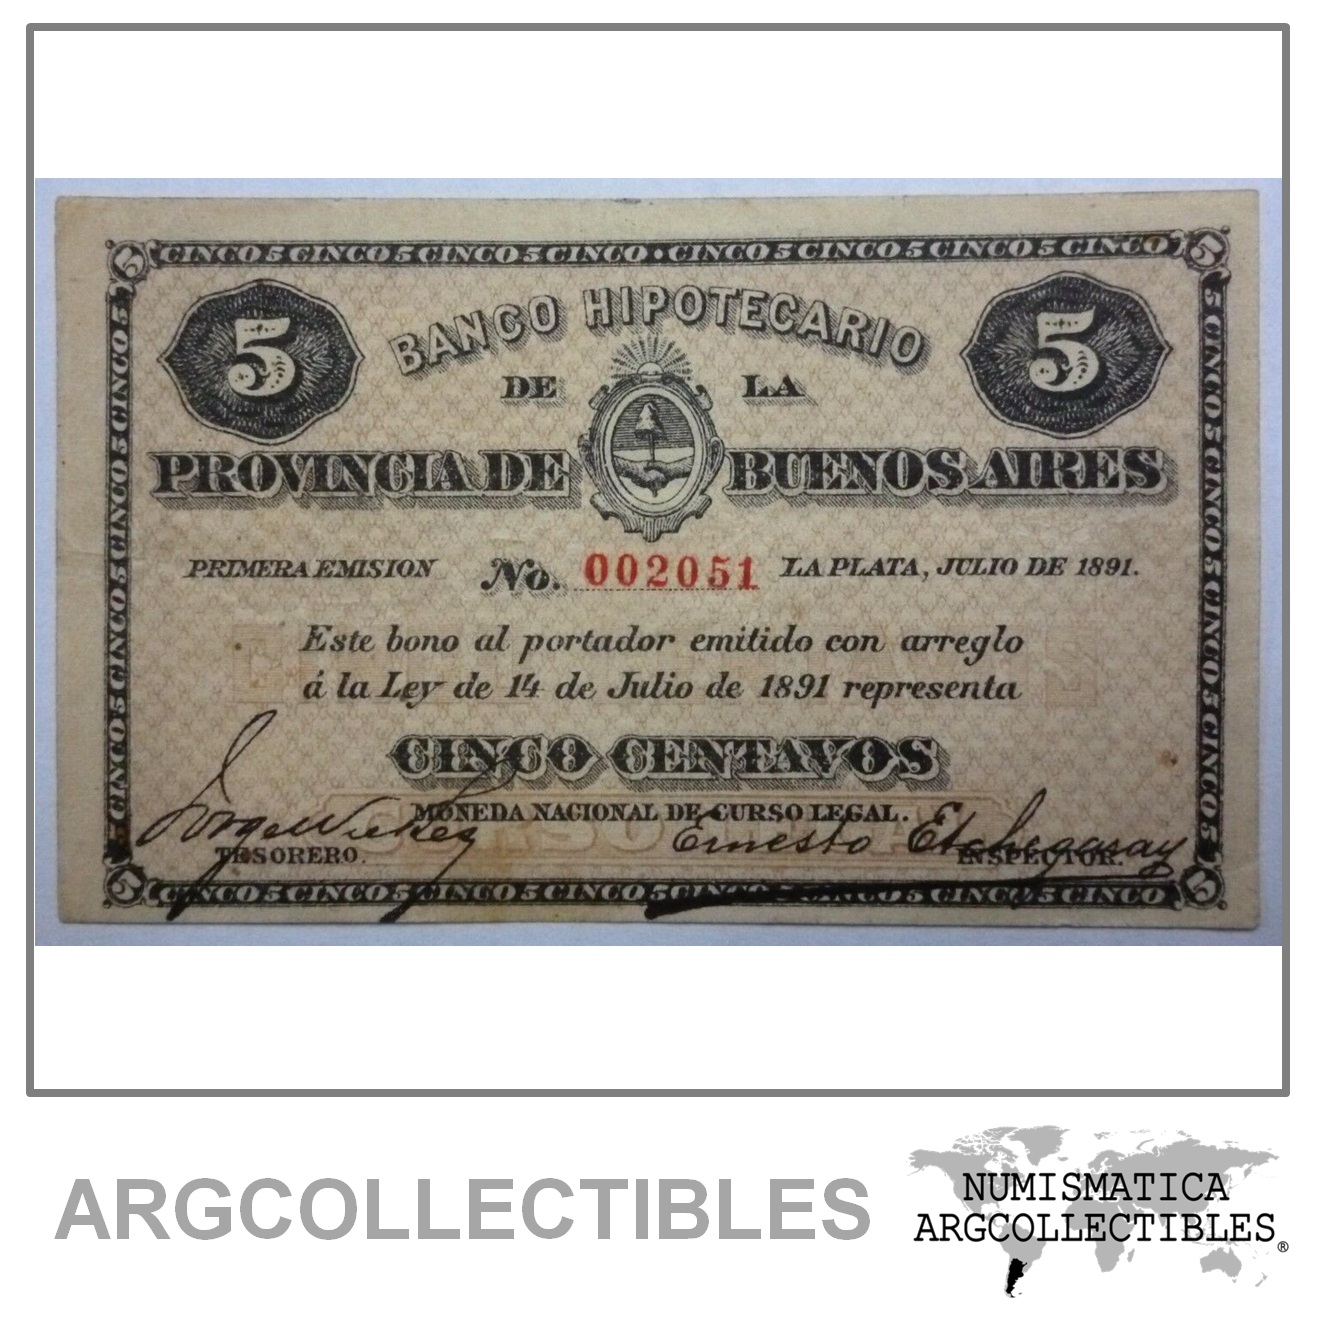 CINCO 5 CINCO 5 CINCO 5 CINCO 5 CINCO • CINCO 5 CINCO 5 CINCO 5 CINCO 5 CINCO
5 5
BANCO HIPOTECARIO
DE LA
PROVINCIA DE BUENOS AIRES
PRIMERA EMISION No. 002051 LA PLATA, JULIO DE 1891.
Este bono al portador emitido con arreglo
á la Ley de 14 de Julio de 1891 representa
CINCO CENTAVOS
MONEDA NACIONAL DE CURSO LEGAL.
Ernesto Etchegaray
TESORERO. INSPECTOR.
ARGCOLLECTIBLES
NUMISMATICA
ARGCOLLECTIBLES®